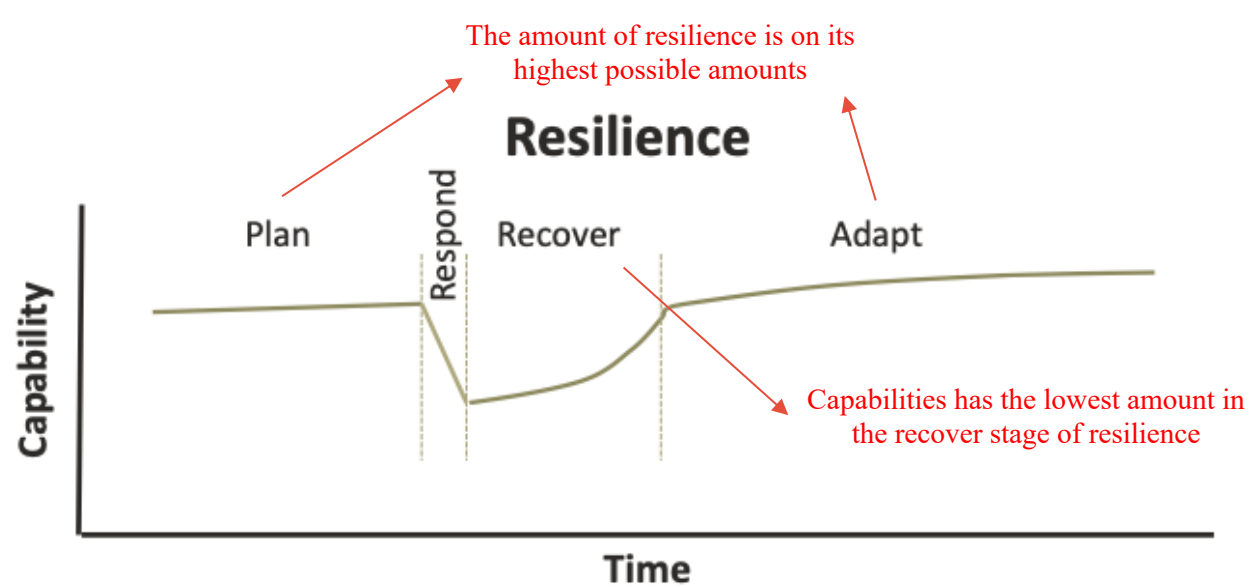 The amount of resilience is on its
highest possible amounts
Resilience
Plan
Respond
Recover
Adapt
Capability
Capabilities has the lowest amount in
the recover stage of resilience
Time